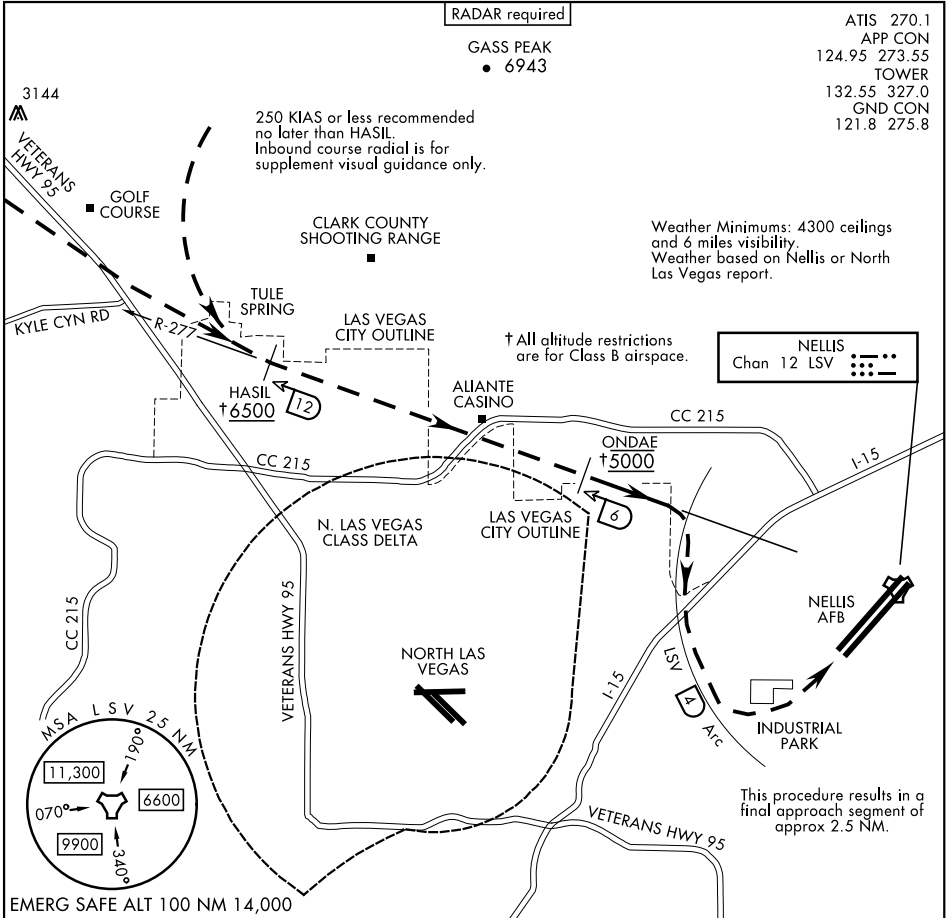 RADAR required
ATIS 270.1
APP CON
124.95 273.55
TOWER
132.55 327.0
GND CON
121.8 275.8
GASS PEAK
6943
3144
250 KIAS or less recommended
no later than HASIL.
Inbound course radial is for
supplement visual guidance only.
VETERANS
HWY 95
GOLF
COURSE
CLARK COUNTY
SHOOTING RANGE
Weather Minimums: 4300 ceilings
and 6 miles visibility.
Weather based on Nellis or North
Las Vegas report.
TULE
SPRING
KYLE CYN RD
R-277
LAS VEGAS
CITY OUTLINE
†All altitude restrictions
are for Class B airspace.
NELLIS
Chan 12 LSV
HASIL
†6500
12
ALIANTE
CASINO
CC 215
CC 215
ONDAE
†5000
I-15
6
N. LAS VEGAS
CLASS DELTA
LAS VEGAS
CITY OUTLINE
CC 215
VETERANS HWY 95
NORTH LAS
VEGAS
NELLIS
AFB
I-15
LSV 4 Arc
INDUSTRIAL
PARK
MSA LSV 25 NM
190°
11,300
070°
6600
9900
340°
VETERANS HWY 95
This procedure results in a
final approach segment of
approx 2.5 NM.
EMERG SAFE ALT 100 NM 14,000